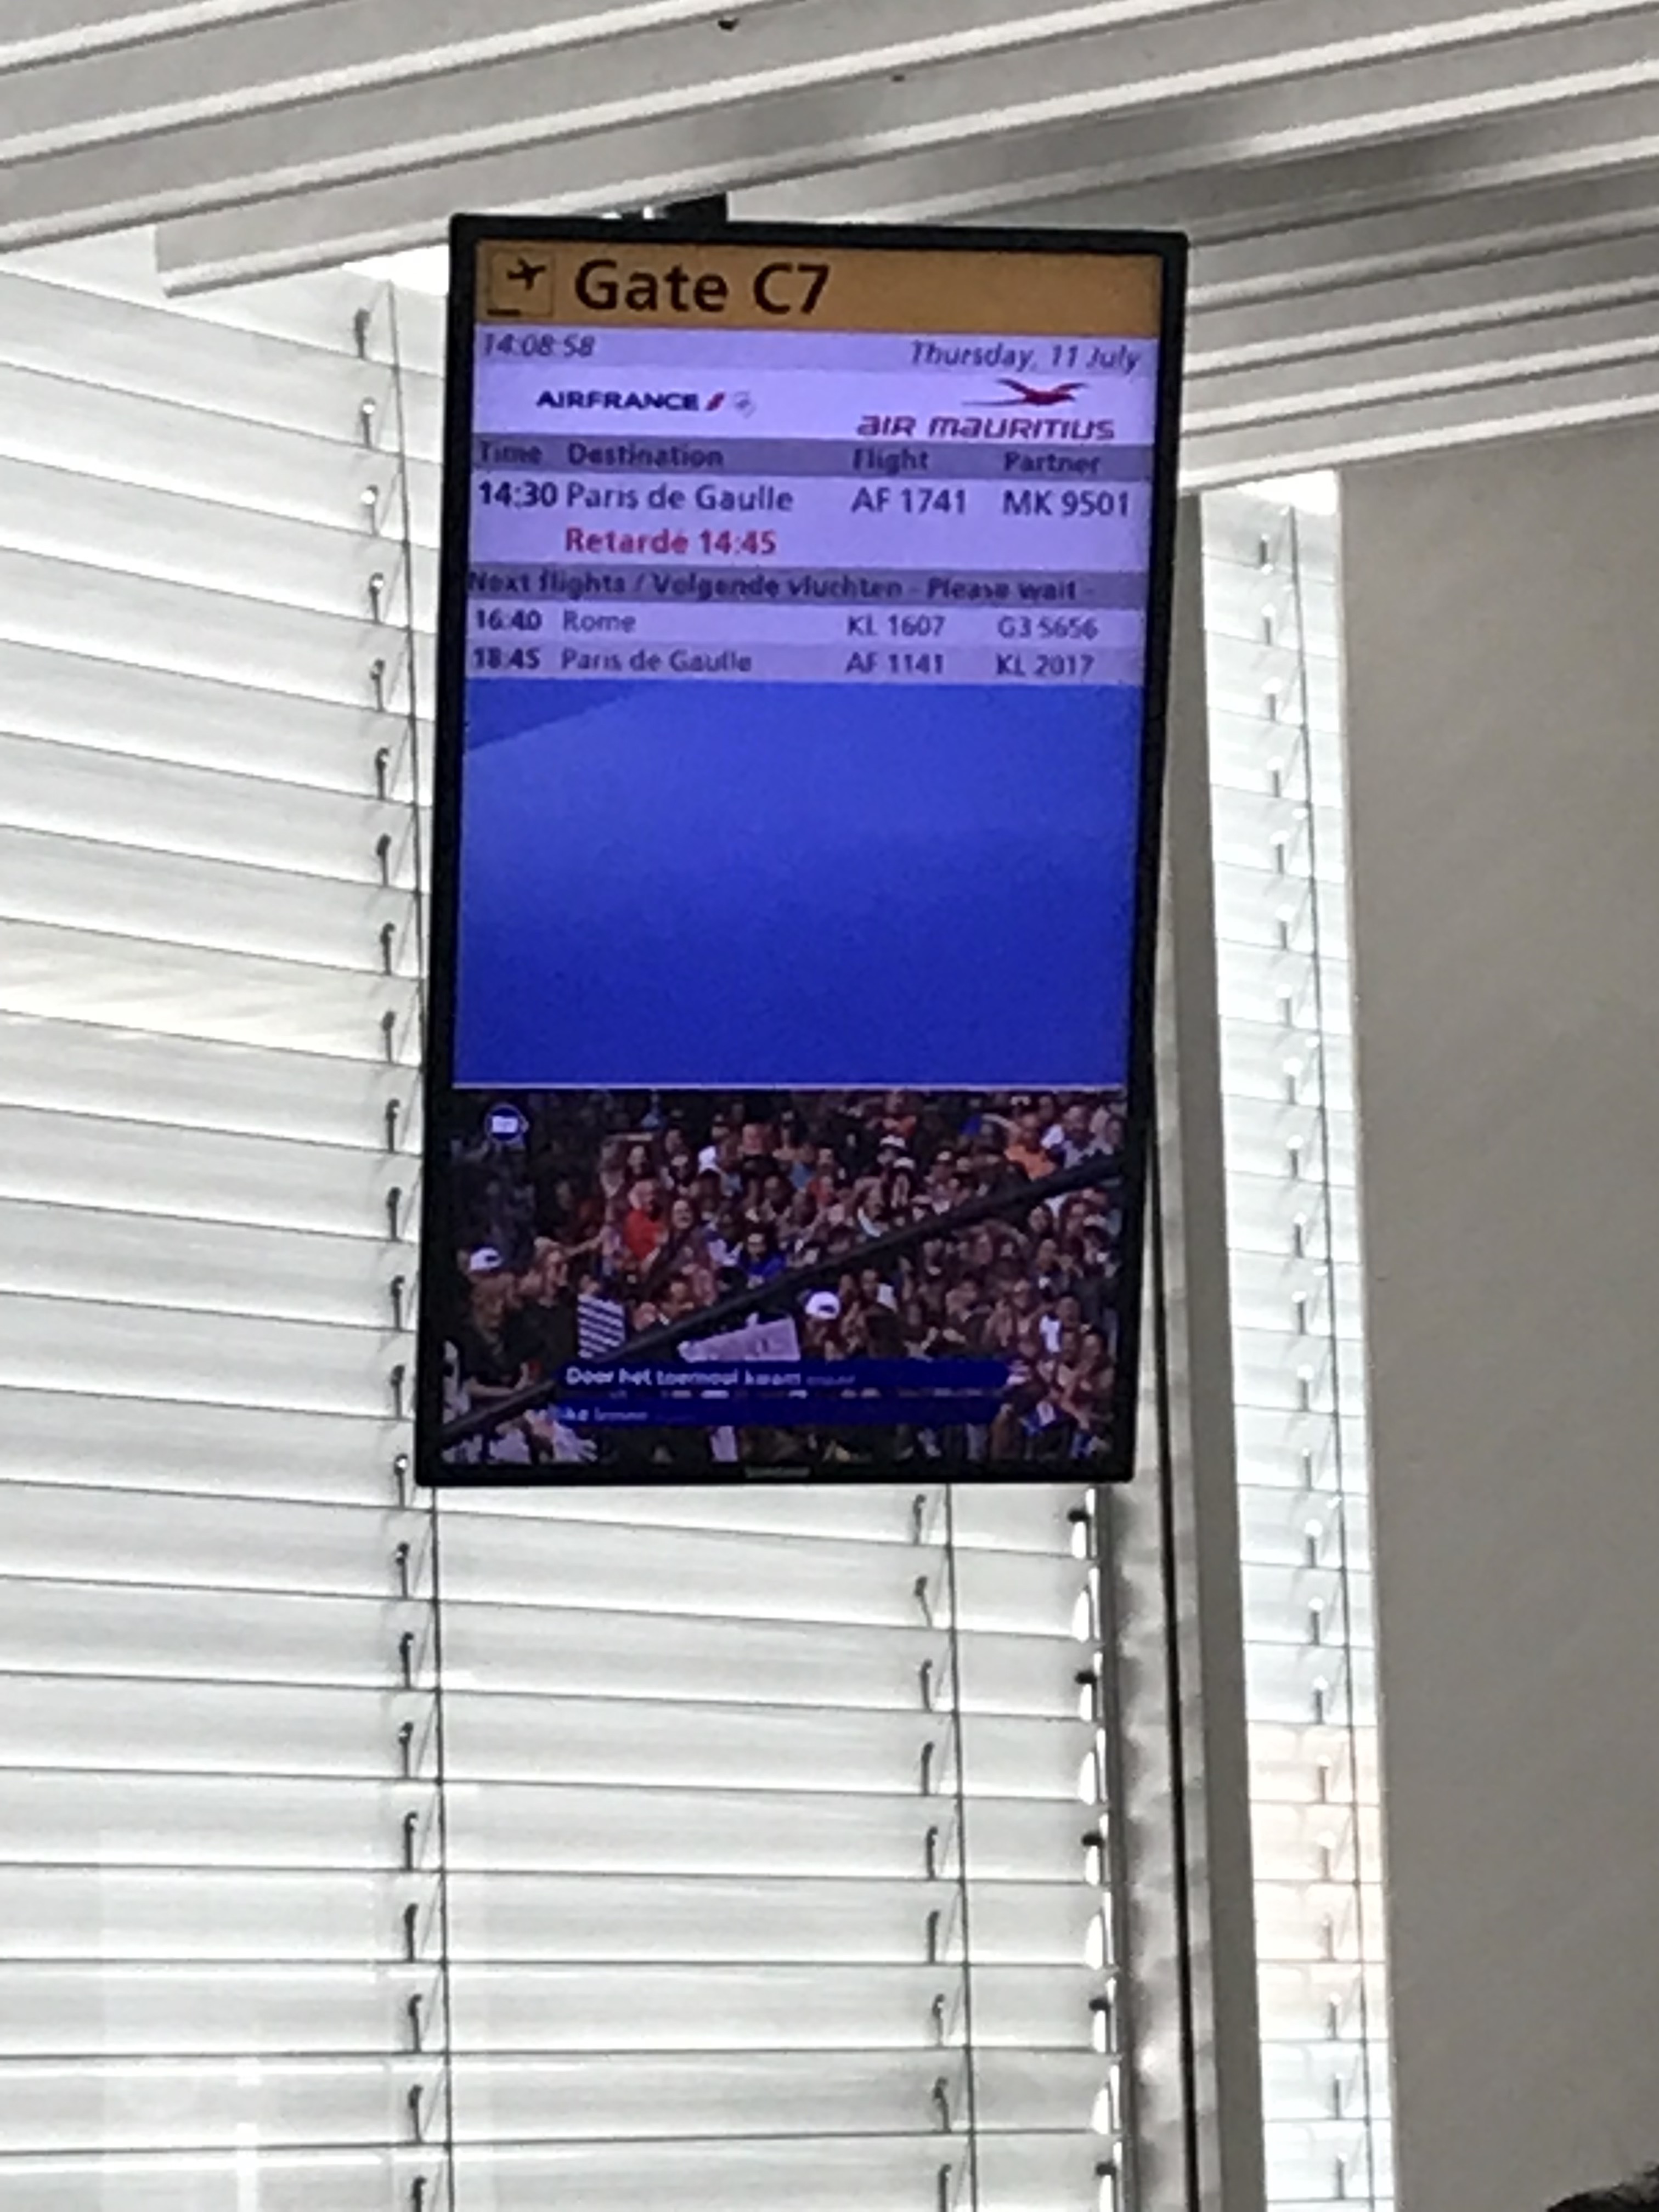 Gate C7
14:08:58 Thursday, 11 July
AIRFRANCE AIR MAURITIUS
Time Destination Flight Partner
14:30 Paris de Gaulle AF 1741 MK 9501
Retardé 14:45
Next flights / Volgende vluchten - Please wait -
16:40 Rome KL 1607 G3 5656
18:45 Paris de Gaulle AF 1141 KL 2017
Door het toernooi kwam